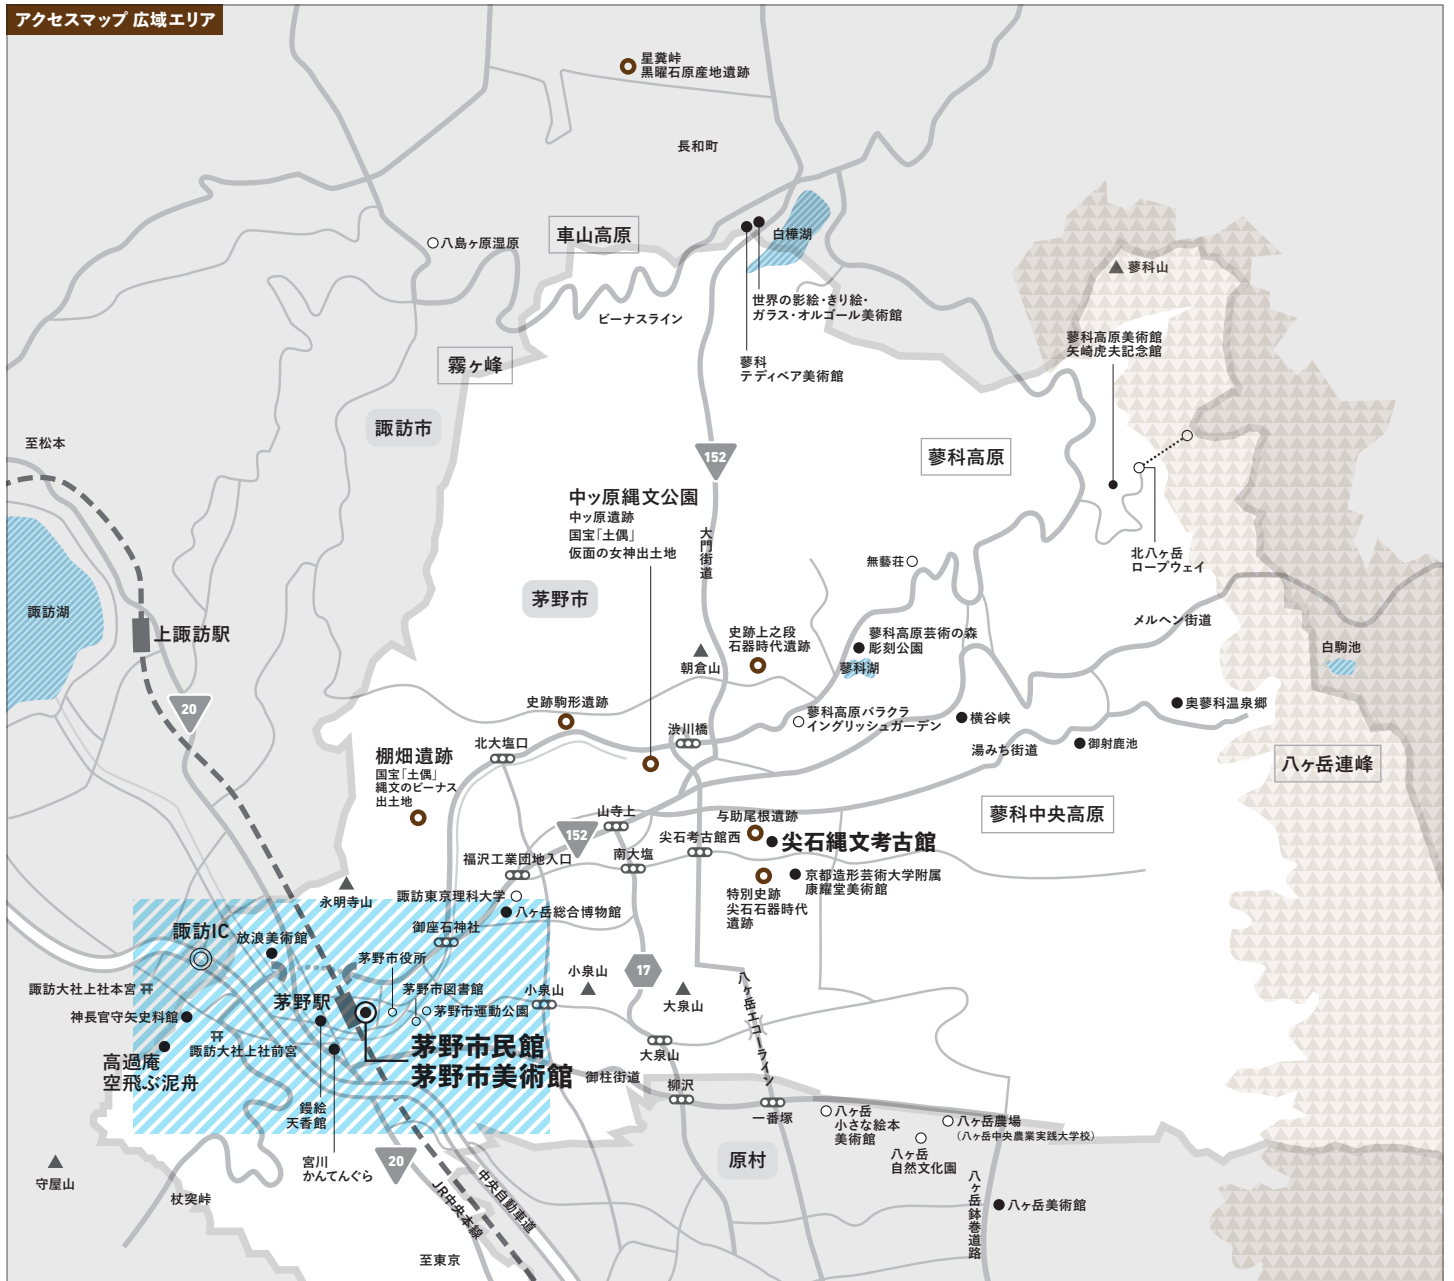 アクセスマップ 広域エリア
星糞峠
黒曜石原産地遺跡
長和町
車山高原
八島ヶ原湿原
白樺湖
蓼科山
世界の影絵・きり絵・
ガラス・オルゴール美術館
ビーナスライン
蓼科高原美術館
矢崎虎夫記念館
霧ヶ峰
蓼科
テディベア美術館
諏訪市
至松本
152
蓼科高原
中ッ原縄文公園
中ッ原遺跡
国宝「土偶」
仮面の女神出土地
大門街道
無藝荘
北八ヶ岳
ロープウェイ
茅野市
諏訪湖
上諏訪駅
メルヘン街道
史跡上之段
石器時代遺跡
蓼科高原芸術の森
彫刻公園
白駒池
朝倉山
蓼科湖
20
史跡駒形遺跡
奥蓼科温泉郷
蓼科高原バラクラ
イングリッシュガーデン
横谷峡
渋川橋
北大塩口
湯みち街道
御射鹿池
棚畑遺跡
国宝「土偶」
縄文のビーナス
出土地
八ヶ岳連峰
蓼科中央高原
山寺上
与助尾根遺跡
152
尖石考古館西
尖石縄文考古館
福沢工業団地入口
南大塩
京都造形芸術大学附属
康耀堂美術館
永明寺山
諏訪東京理科大学
特別史跡
尖石石器時代
遺跡
八ヶ岳総合博物館
諏訪IC
放浪美術館
御座石神社
茅野市役所
小泉山
17
八ヶ岳エコーライン
諏訪大社上社本宮
茅野駅
茅野市図書館
小泉山
大泉山
神長官守矢史料館
茅野市運動公園
諏訪大社上社前宮
茅野市民館
茅野市美術館
大泉山
高過庵
空飛ぶ泥舟
御柱街道
柳沢
鏝絵
天香館
一番塚
八ヶ岳
小さな絵本
美術館
八ヶ岳農場
(八ヶ岳中央農業実践大学校)
八ヶ岳
自然文化園
宮川
かんてんぐら
20
原村
守屋山
杖突峠
中央自動車道
JR中央本線
八ヶ岳鉢巻道路
八ヶ岳美術館
至東京